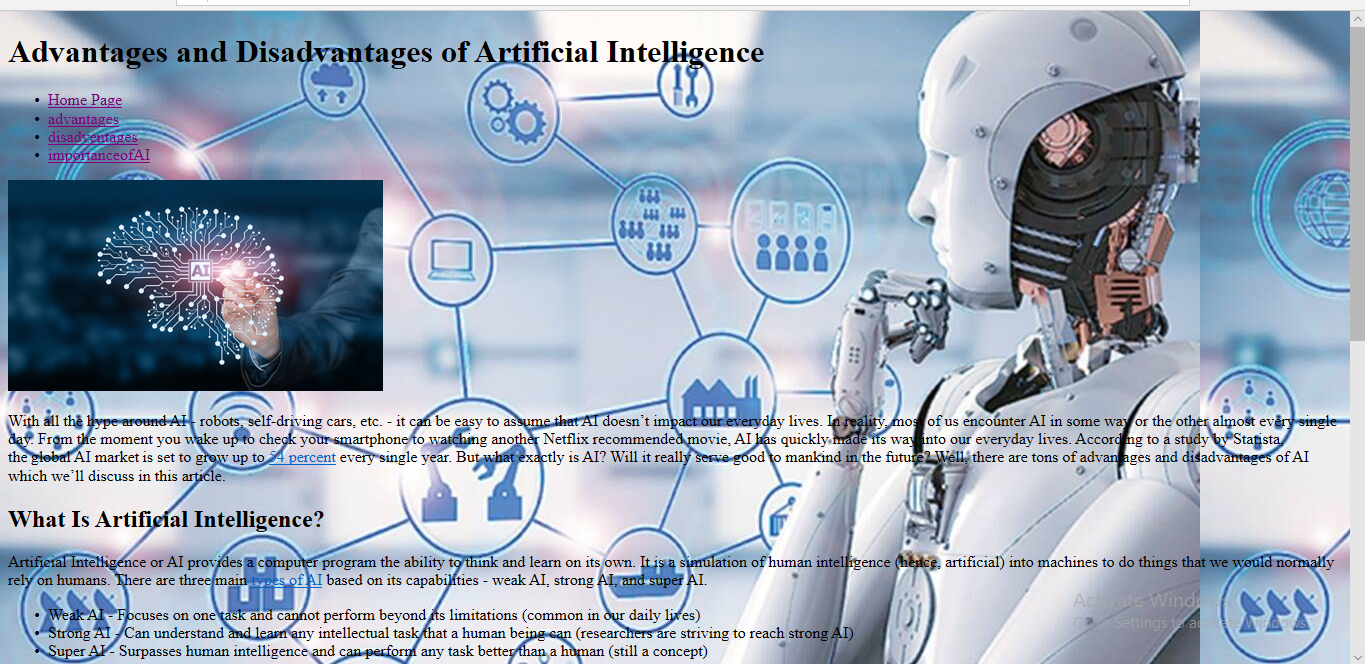 Advantages and Disadvantages of Artificial Intelligence
Home Page
advantages
disadventages
importanceofAI
AI
With all the hype around AI - robots, self-driving cars, etc. - it can be easy to assume that AI doesn’t impact our everyday lives. In reality, most of us encounter AI in some way or the other almost every single
day. From the moment you wake up to check your smartphone to watching another Netflix recommended movie, AI has quickly made its way into our everyday lives. According to a study by Statista,
the global AI market is set to grow up to 54 percent every single year. But what exactly is AI? Will it really serve good to mankind in the future? Well, there are tons of advantages and disadvantages of AI
which we’ll discuss in this article.
What Is Artificial Intelligence?
Artificial Intelligence or AI provides a computer program the ability to think and learn on its own. It is a simulation of human intelligence (hence, artificial) into machines to do things that we would normally
rely on humans. There are three main types of AI based on its capabilities - weak AI, strong AI, and super AI.
Weak AI - Focuses on one task and cannot perform beyond its limitations (common in our daily lives)
Strong AI - Can understand and learn any intellectual task that a human being can (researchers are striving to reach strong AI)
Super AI - Surpasses human intelligence and can perform any task better than a human (still a concept)
Activate Windows
Go to Settings to activate Windows.